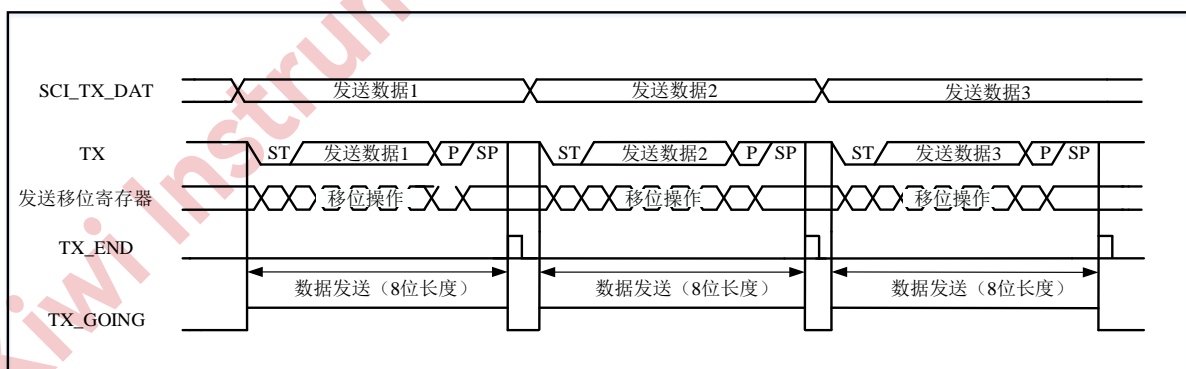 Kiwi Instrum
SCI_TX_DAT
发送数据1
发送数据2
发送数据3
TX
ST
发送数据1
P
SP
ST
发送数据2
P
SP
ST
发送数据3
P
SP
发送移位寄存器
移位操作
移位操作
移位操作
TX_END
数据发送（8位长度）
数据发送（8位长度）
数据发送（8位长度）
TX_GOING